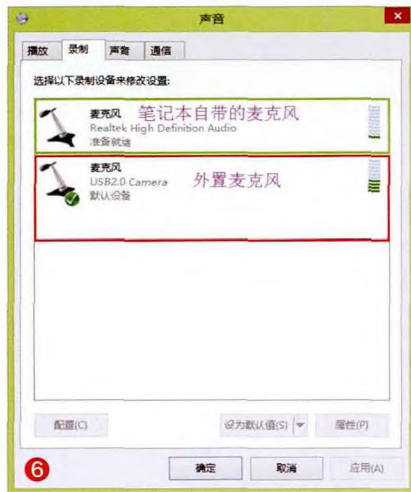 声音
播放 录制 声音 通信
选择以下录制设备来修改设置:
麦克风 笔记本自带的麦克风
Realtek High Definition Audio
准备就绪
麦克风
USB2.0 Camera 外置麦克风
默认设备
配置(C) 设为默认值(S) 属性(P)
6 确定 取消 应用(A)